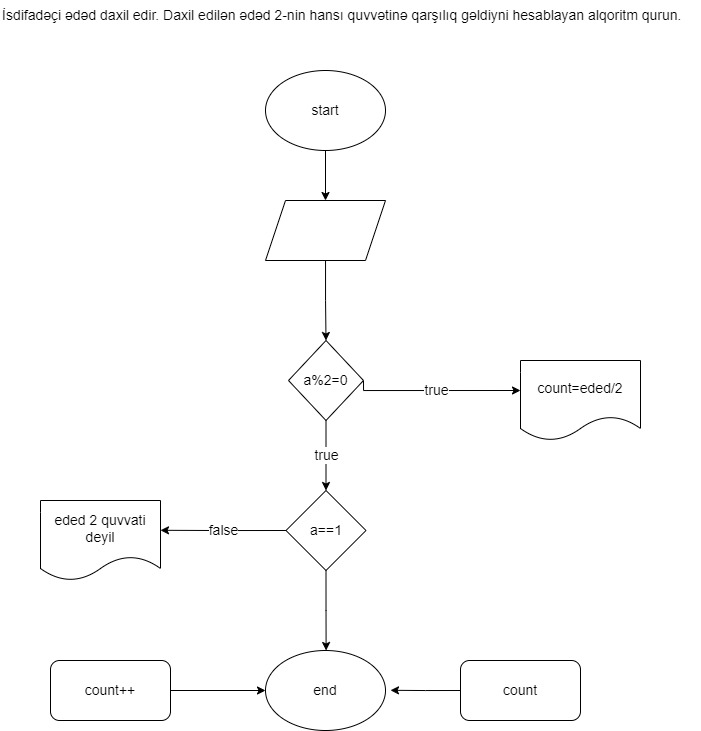 İsdifadəçi ədəd daxil edir. Daxil edilən ədəd 2-nin hansı quvvətinə qarşılıq gəldiyni hesablayan alqoritm qurun.
start
a%2=0
true
count=eded/2
true
a==1
false
eded 2 quvvati
deyil
count++
end
count